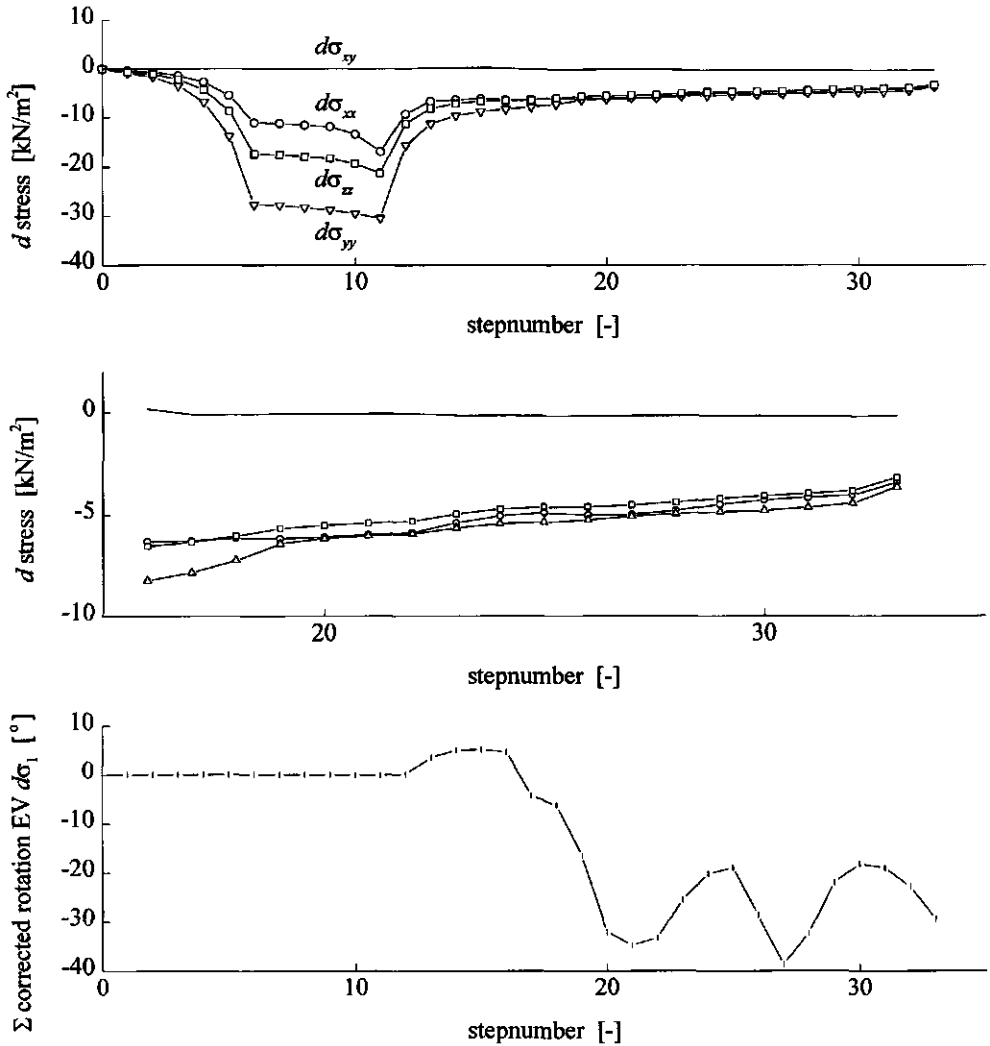 10
0
-10
-20
-30
-40
d stress [kN/m²]
dσxy
dσxx
dσzz
dσyy
0 10 20 30
stepnumber [-]
0
-5
-10
d stress [kN/m²]
20 30
stepnumber [-]
10
0
-10
-20
-30
-40
Σ corrected rotation EV dσ1 [°]
0 10 20 30
stepnumber [-]